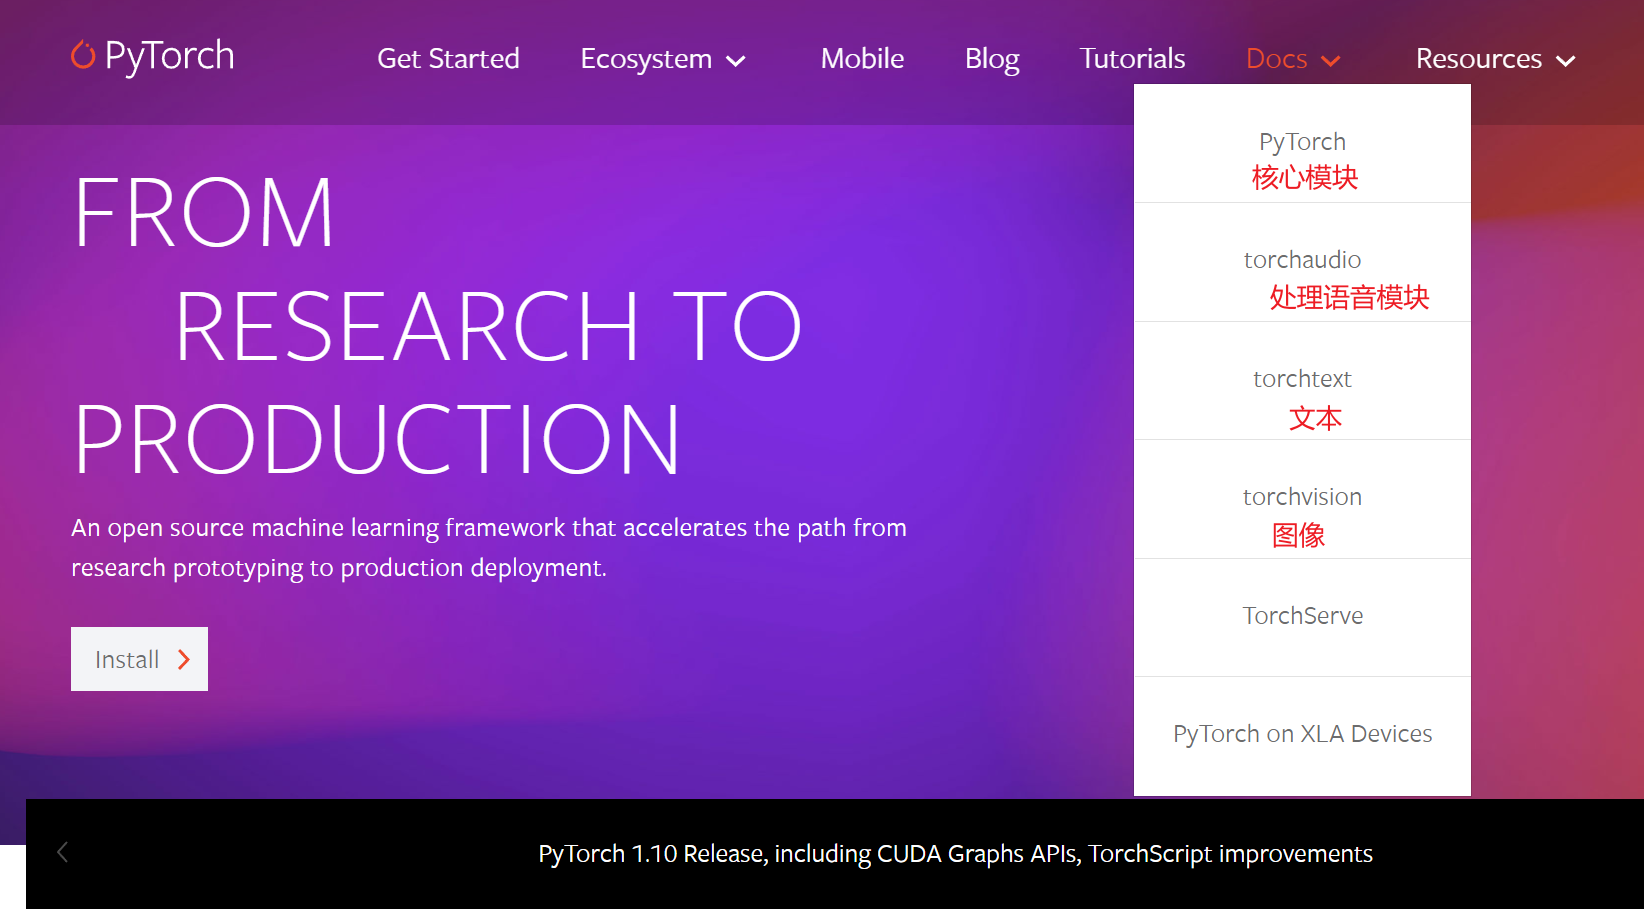 PyTorch
Get Started
Ecosystem
Mobile
Blog
Tutorials
Docs
Resources
FROM
RESEARCH TO
PRODUCTION
An open source machine learning framework that accelerates the path from
research prototyping to production deployment.
Install
PyTorch
核心模块
torchaudio
处理语音模块
torchtext
文本
torchvision
图像
TorchServe
PyTorch on XLA Devices
PyTorch 1.10 Release, including CUDA Graphs APIs, TorchScript improvements